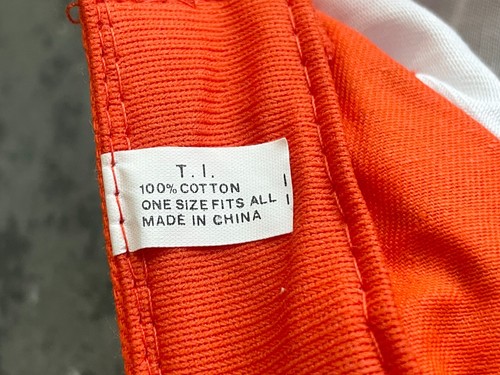 T. I.
100% COTTON
ONE SIZE FITS ALL
MADE IN CHINA